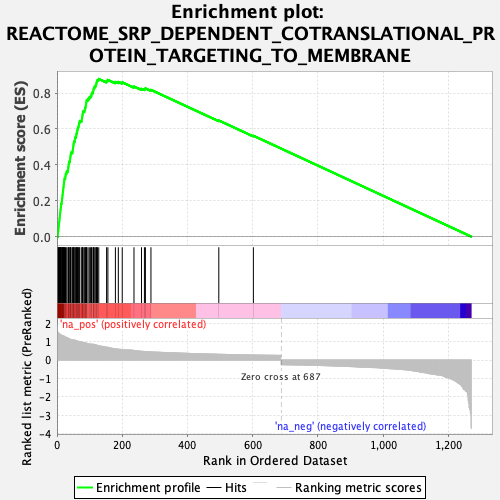 Enrichment plot:
REACTOME_SRP_DEPENDENT_COTRANSLATIONAL_PR
OTEIN_TARGETING_TO_MEMBRANE
Enrichment score (ES)
0.8
0.6
0.4
0.2
0.0
'na_pos' (positively correlated)
Ranked list metric (PreRanked)
2
1
0
-1
-2
-3
-4
Zero cross at 687
'na_neg' (negatively correlated)
0
200
400
600
800
1,000
1,200
Rank in Ordered Dataset
Enrichment profile
Hits
Ranking metric scores